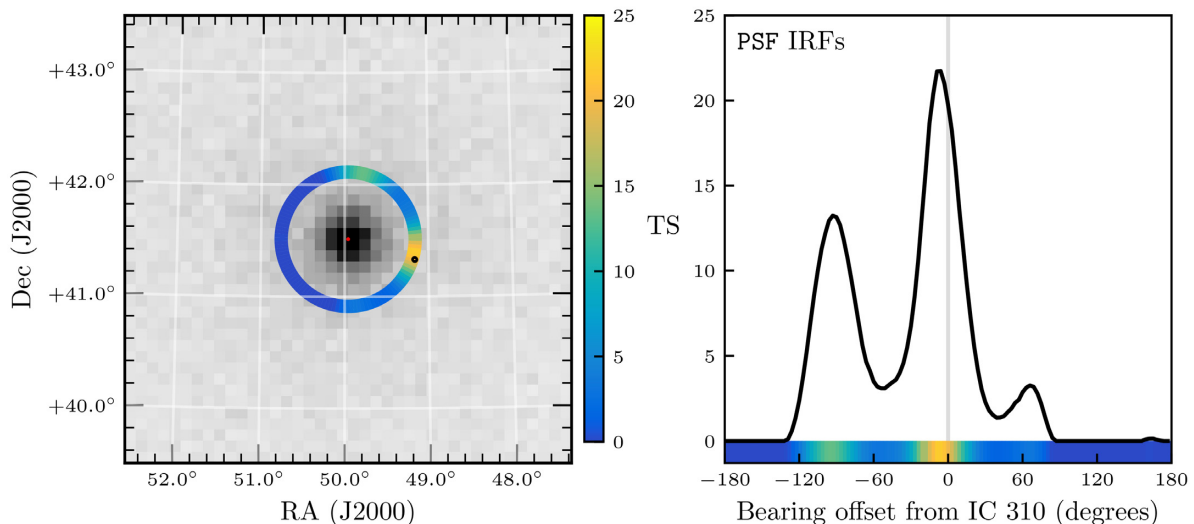 +43.0°
+42.0°
+41.0°
+40.0°
Dec (J2000)
52.0° 51.0° 50.0° 49.0° 48.0°
RA (J2000)
25
20
15
10
5
0
TS
PSF IRFs
25
20
15
10
5
0
−180 −120 −60 0 60 120 180
Bearing offset from IC 310 (degrees)